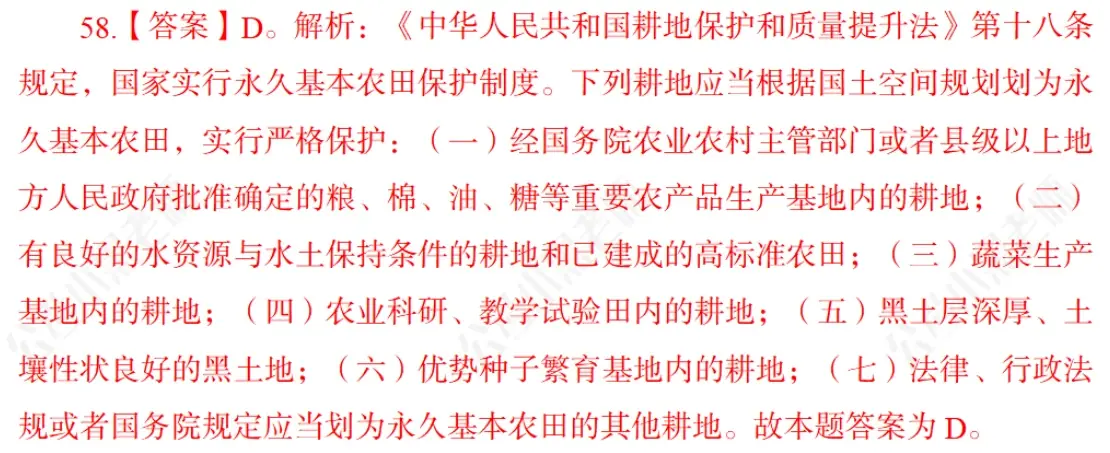 58.【答案】D。解析：《中华人民共和国耕地保护和质量提升法》第十八条
规定，国家实行永久基本农田保护制度。下列耕地应当根据国土空间规划划为永
久基本农田，实行严格保护：（一）经国务院农业农村主管部门或者县级以上地
方人民政府批准确定的粮、棉、油、糖等重要农产品生产基地内的耕地；（二）
有良好的水资源与水土保持条件的耕地和已建成的高标准农田；（三）蔬菜生产
基地内的耕地；（四）农业科研、教学试验田内的耕地；（五）黑土层深厚、土
壤性状良好的黑土地；（六）优势种子繁育基地内的耕地；（七）法律、行政法
规或者国务院规定应当划为永久基本农田的其他耕地。故本题答案为 D。